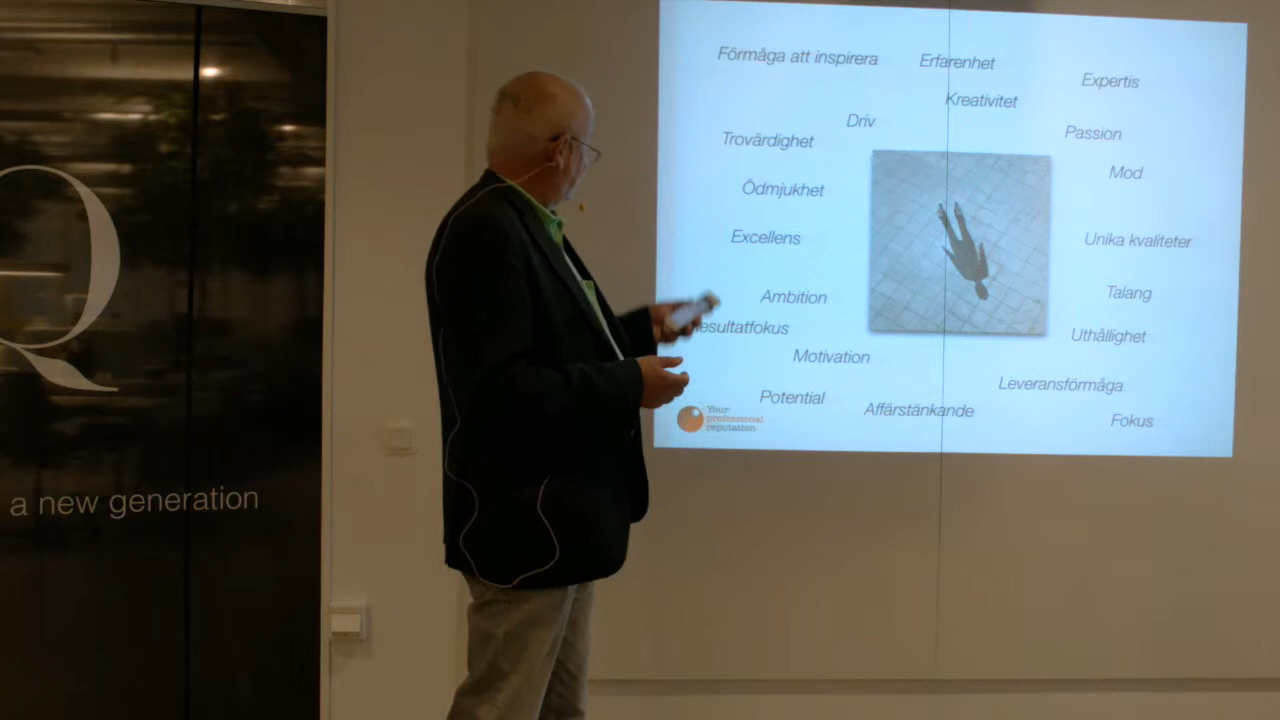 Q
a new generation
Förmåga att inspirera
Erfarenhet
Expertis
Kreativitet
Driv
Passion
Trovärdighet
Mod
Ödmjukhet
Excellens
Unika kvaliteter
Ambition
Talang
esultatfokus
Uthållighet
Motivation
Leveransförmåga
Potential
Affärstänkande
Fokus
Your
professional
reputation